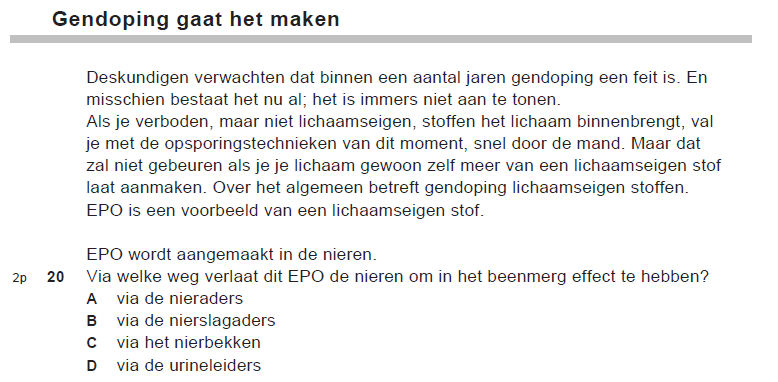 Gendoping gaat het maken
Deskundigen verwachten dat binnen een aantal jaren gendoping een feit is. En
misschien bestaat het nu al; het is immers niet aan te tonen.
Als je verboden, maar niet lichaamseigen, stoffen het lichaam binnenbrengt, val
je met de opsporingstechnieken van dit moment, snel door de mand. Maar dat
zal niet gebeuren als je je lichaam gewoon zelf meer van een lichaamseigen stof
laat aanmaken. Over het algemeen betreft gendoping lichaamseigen stoffen.
EPO is een voorbeeld van een lichaamseigen stof.
EPO wordt aangemaakt in de nieren.
2p 20 Via welke weg verlaat dit EPO de nieren om in het beenmerg effect te hebben?
A via de nieraders
B via de nierslagaders
C via het nierbekken
D via de urineleiders